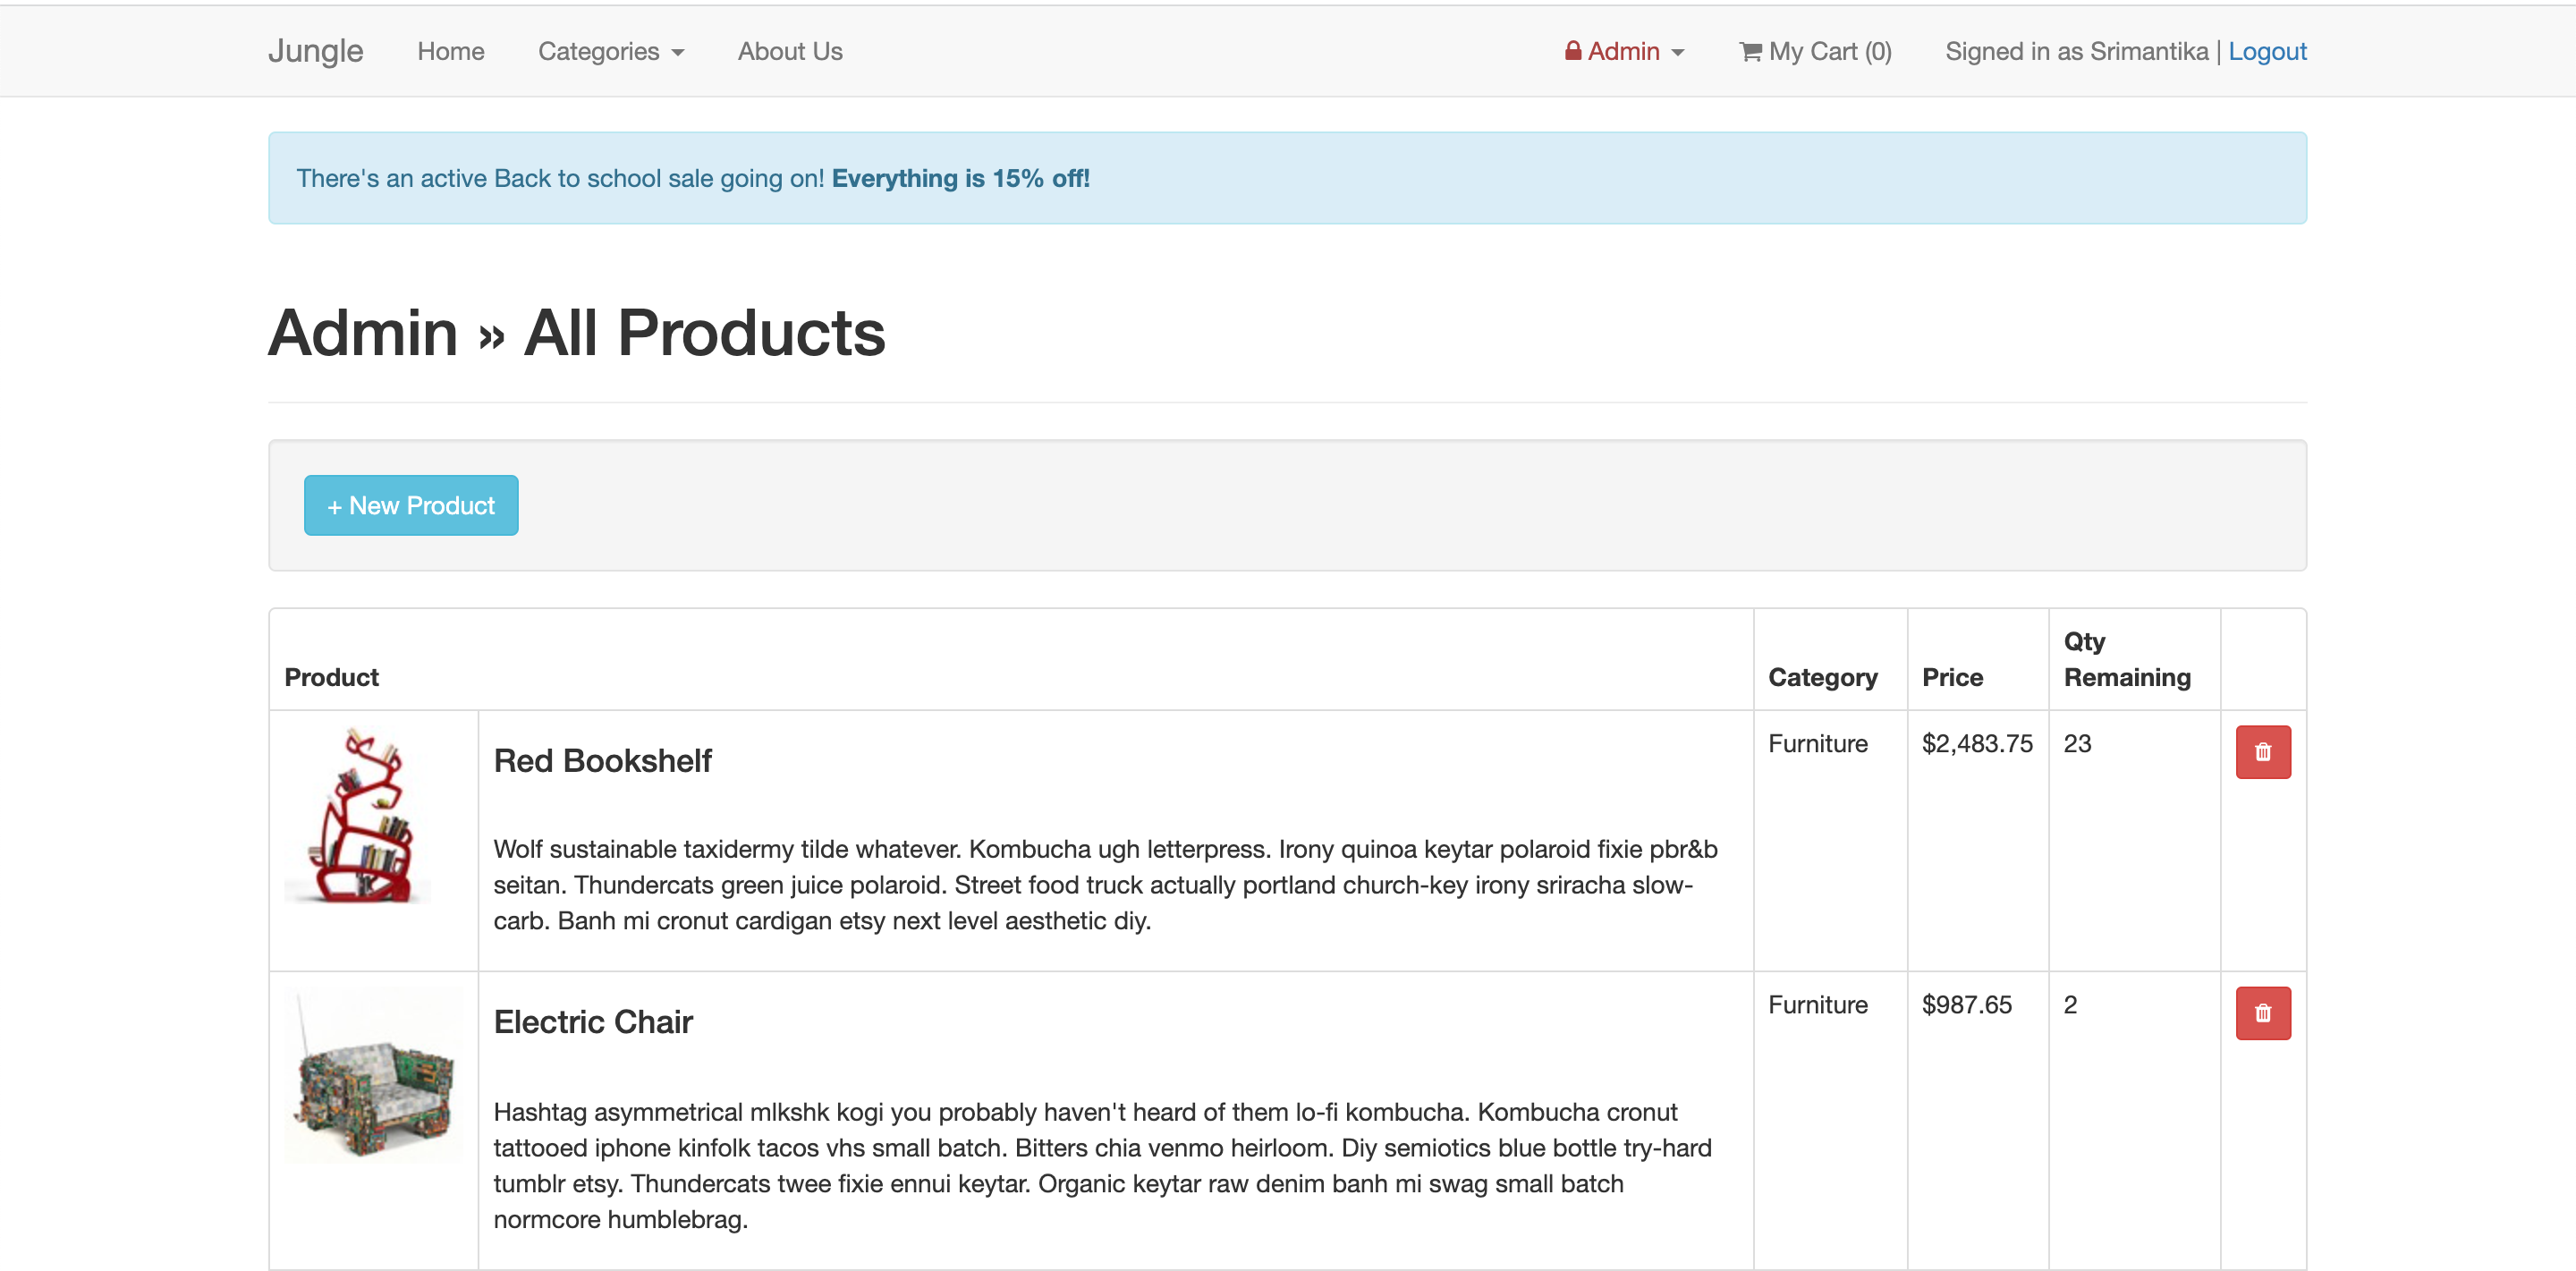 Jungle Home Categories About Us Admin My Cart (0) Signed in as Srimantika | Logout
There's an active Back to school sale going on! Everything is 15% off!
Admin » All Products
+ New Product
Product Category Price Qty Remaining
Red Bookshelf Furniture $2,483.75 23
Wolf sustainable taxidermy tilde whatever. Kombucha ugh letterpress. Irony quinoa keytar polaroid fixie pbr&b
seitan. Thundercats green juice polaroid. Street food truck actually portland church-key irony sriracha slow-
carb. Banh mi cronut cardigan etsy next level aesthetic diy.
Electric Chair Furniture $987.65 2
Hashtag asymmetrical mlkshk kogi you probably haven't heard of them lo-fi kombucha. Kombucha cronut
tattooed iphone kinfolk tacos vhs small batch. Bitters chia venmo heirloom. Diy semiotics blue bottle try-hard
tumblr etsy. Thundercats twee fixie ennui keytar. Organic keytar raw denim banh mi swag small batch
normcore humblebrag.